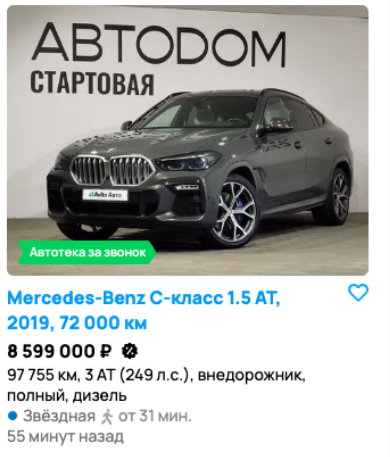 АВТОDОМ
СТАРТОВАЯ
Avito Авто
Автотека за звонок
Mercedes-Benz C-класс 1.5 AT,
2019, 72 000 км
8 599 000 ₽
97 755 км, 3 AT (249 л.с.), внедорожник,
полный, дизель
Звёздная от 31 мин.
55 минут назад